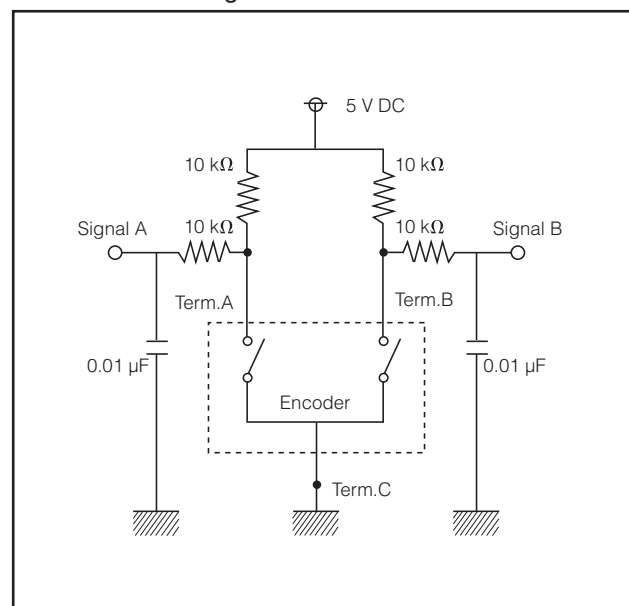 5 V DC
10 kΩ
10 kΩ
10 kΩ
10 kΩ
Signal A
Signal B
Term.A
Term.B
0.01 µF
0.01 µF
Encoder
Term.C